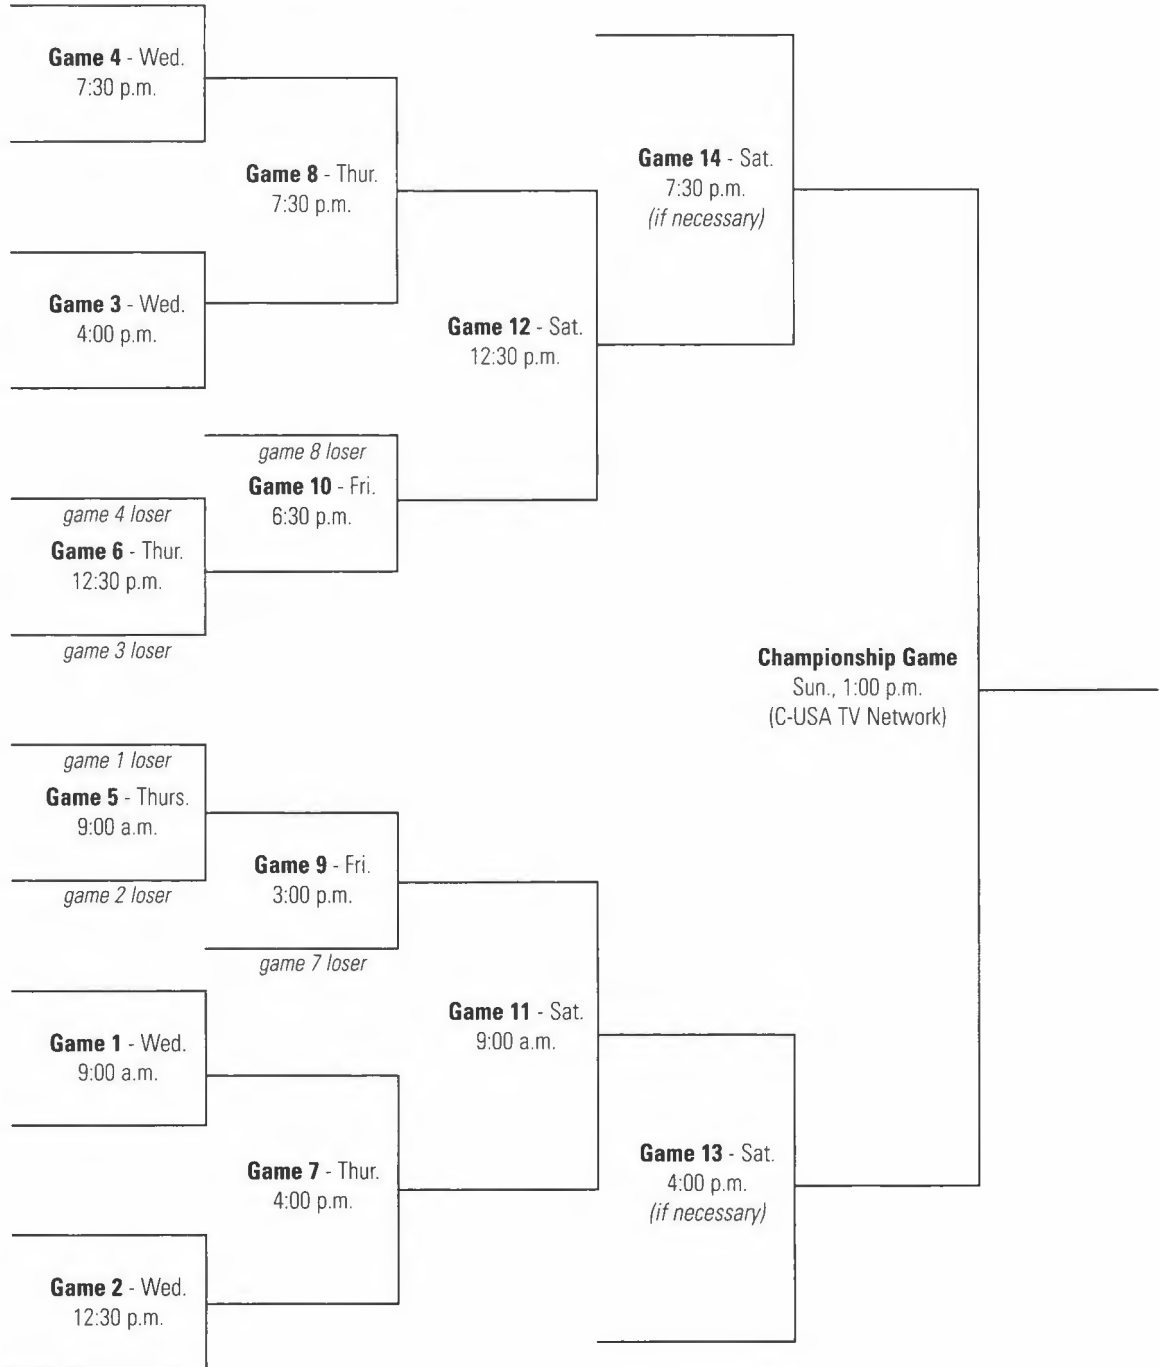 Game 4 - Wed.
7:30 p.m.
Game 8 - Thur.
7:30 p.m.
Game 14 - Sat.
7:30 p.m.
(if necessary)
Game 3 - Wed.
4:00 p.m.
Game 12 - Sat.
12:30 p.m.
game 8 loser
Game 10 - Fri.
6:30 p.m.
game 4 loser
Game 6 - Thur.
12:30 p.m.
game 3 loser
Championship Game
Sun., 1:00 p.m.
(C-USA TV Network)
game 1 loser
Game 5 - Thurs.
9:00 a.m.
game 2 loser
Game 9 - Fri.
3:00 p.m.
game 7 loser
Game 1 - Wed.
9:00 a.m.
Game 11 - Sat.
9:00 a.m.
Game 7 - Thur.
4:00 p.m.
Game 13 - Sat.
4:00 p.m.
(if necessary)
Game 2 - Wed.
12:30 p.m.